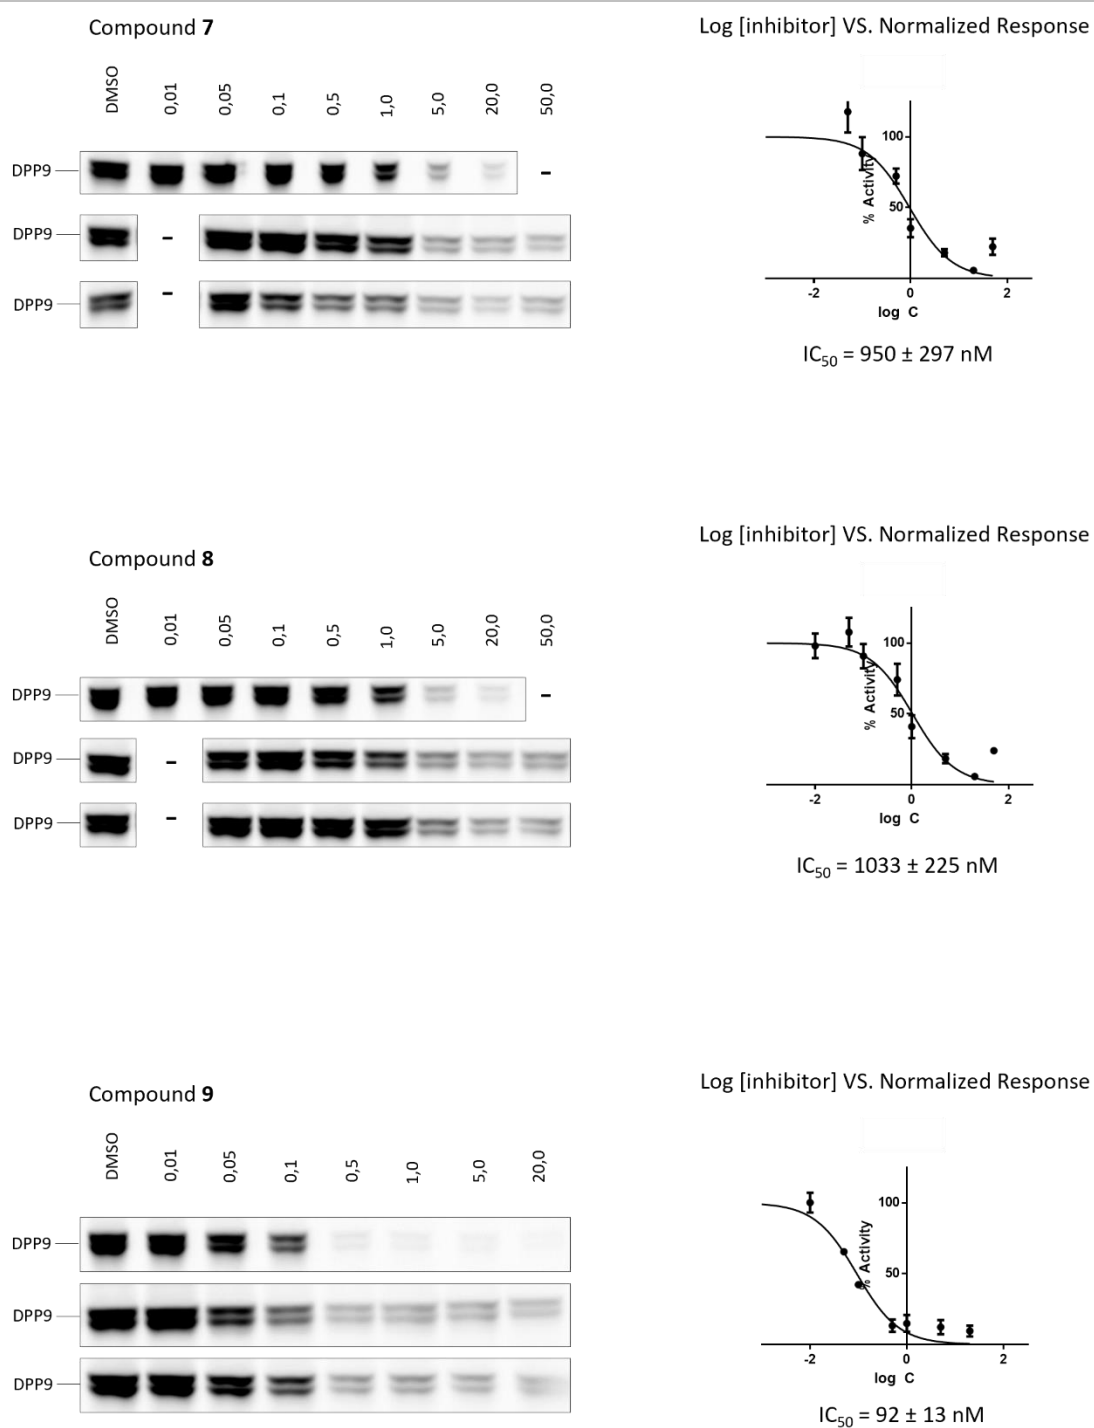 Compound 7
Log [inhibitor] VS. Normalized Response
DMSO 0,01 0,05 0,1 0,5 1,0 5,0 20,0 50,0
DPP9 -
DPP9 -
DPP9 -
100
50
% Activity
-2 0 2
log C
IC50 = 950 ± 297 nM
Compound 8
Log [inhibitor] VS. Normalized Response
DMSO 0,01 0,05 0,1 0,5 1,0 5,0 20,0 50,0
DPP9 -
DPP9 -
DPP9 -
100
50
% Activity
-2 0 2
log C
IC50 = 1033 ± 225 nM
Compound 9
Log [inhibitor] VS. Normalized Response
DMSO 0,01 0,05 0,1 0,5 1,0 5,0 20,0
DPP9
DPP9
DPP9
100
50
% Activity
-2 0 2
log C
IC50 = 92 ± 13 nM